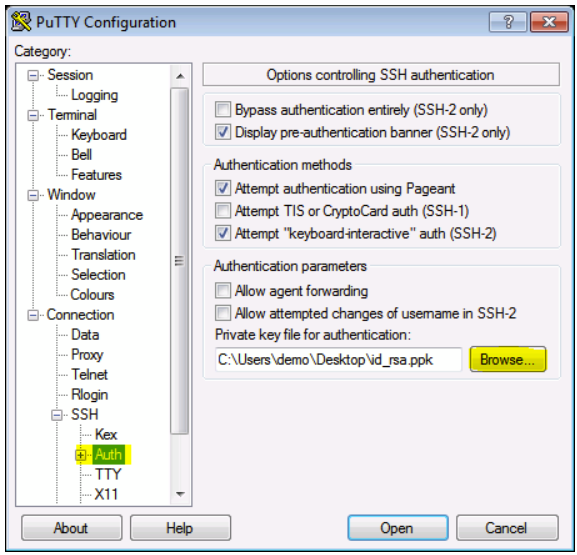 PuTTY Configuration
Category:
Session
Logging
Terminal
Keyboard
Bell
Features
Window
Appearance
Behaviour
Translation
Selection
Colours
Connection
Data
Proxy
Telnet
Rlogin
SSH
Kex
Auth
TTY
X11
Options controlling SSH authentication
Bypass authentication entirely (SSH-2 only)
Display pre-authentication banner (SSH-2 only)
Authentication methods
Attempt authentication using Pageant
Attempt TIS or CryptoCard auth (SSH-1)
Attempt "keyboard-interactive" auth (SSH-2)
Authentication parameters
Allow agent forwarding
Allow attempted changes of username in SSH-2
Private key file for authentication:
C:\Users\demo\Desktop\id_rsa.ppk Browse...
About Help Open Cancel